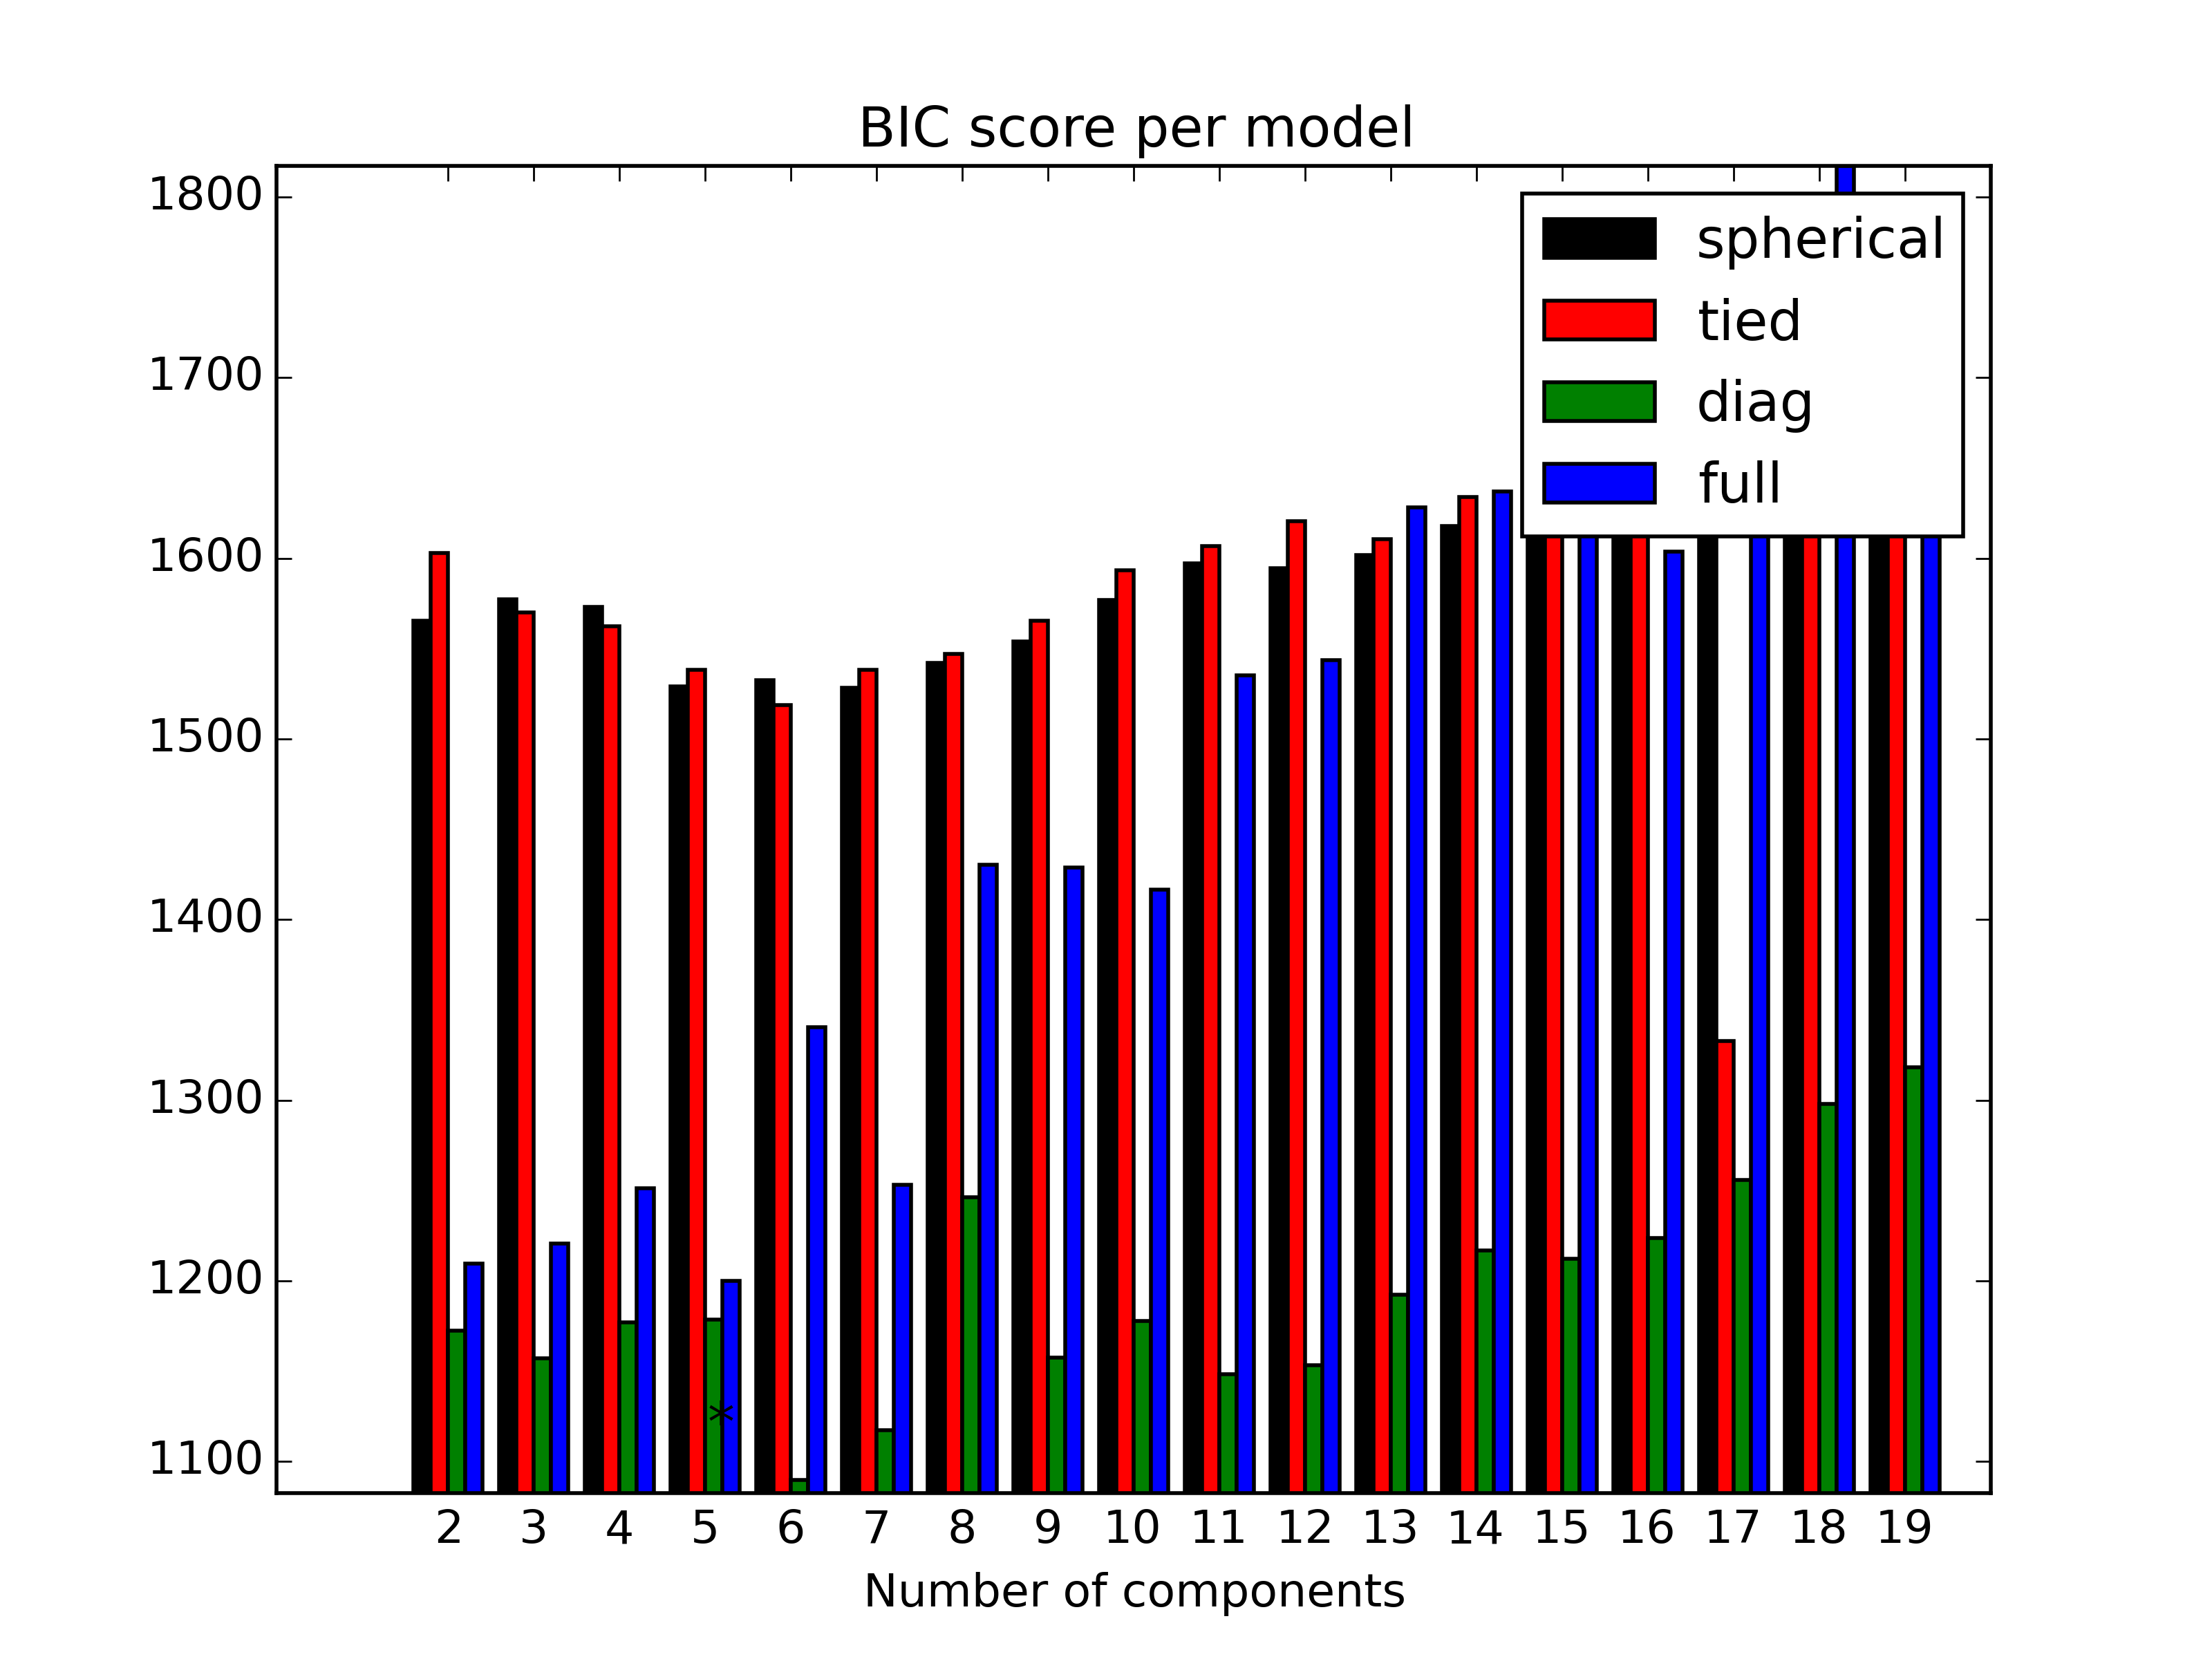 BIC score per model
1800
1700
1600
1500
1400
1300
1200
1100
spherical
tied
diag
full
*
2 3 4 5 6 7 8 9 10 11 12 13 14 15 16 17 18 19
Number of components